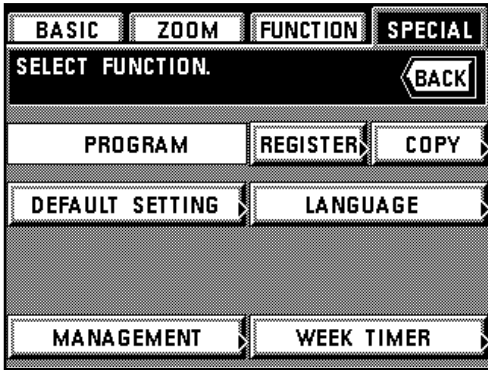 BASIC ZOOM FUNCTION SPECIAL
SELECT FUNCTION.
BACK
PROGRAM REGISTER COPY
DEFAULT SETTING LANGUAGE
MANAGEMENT WEEK TIMER